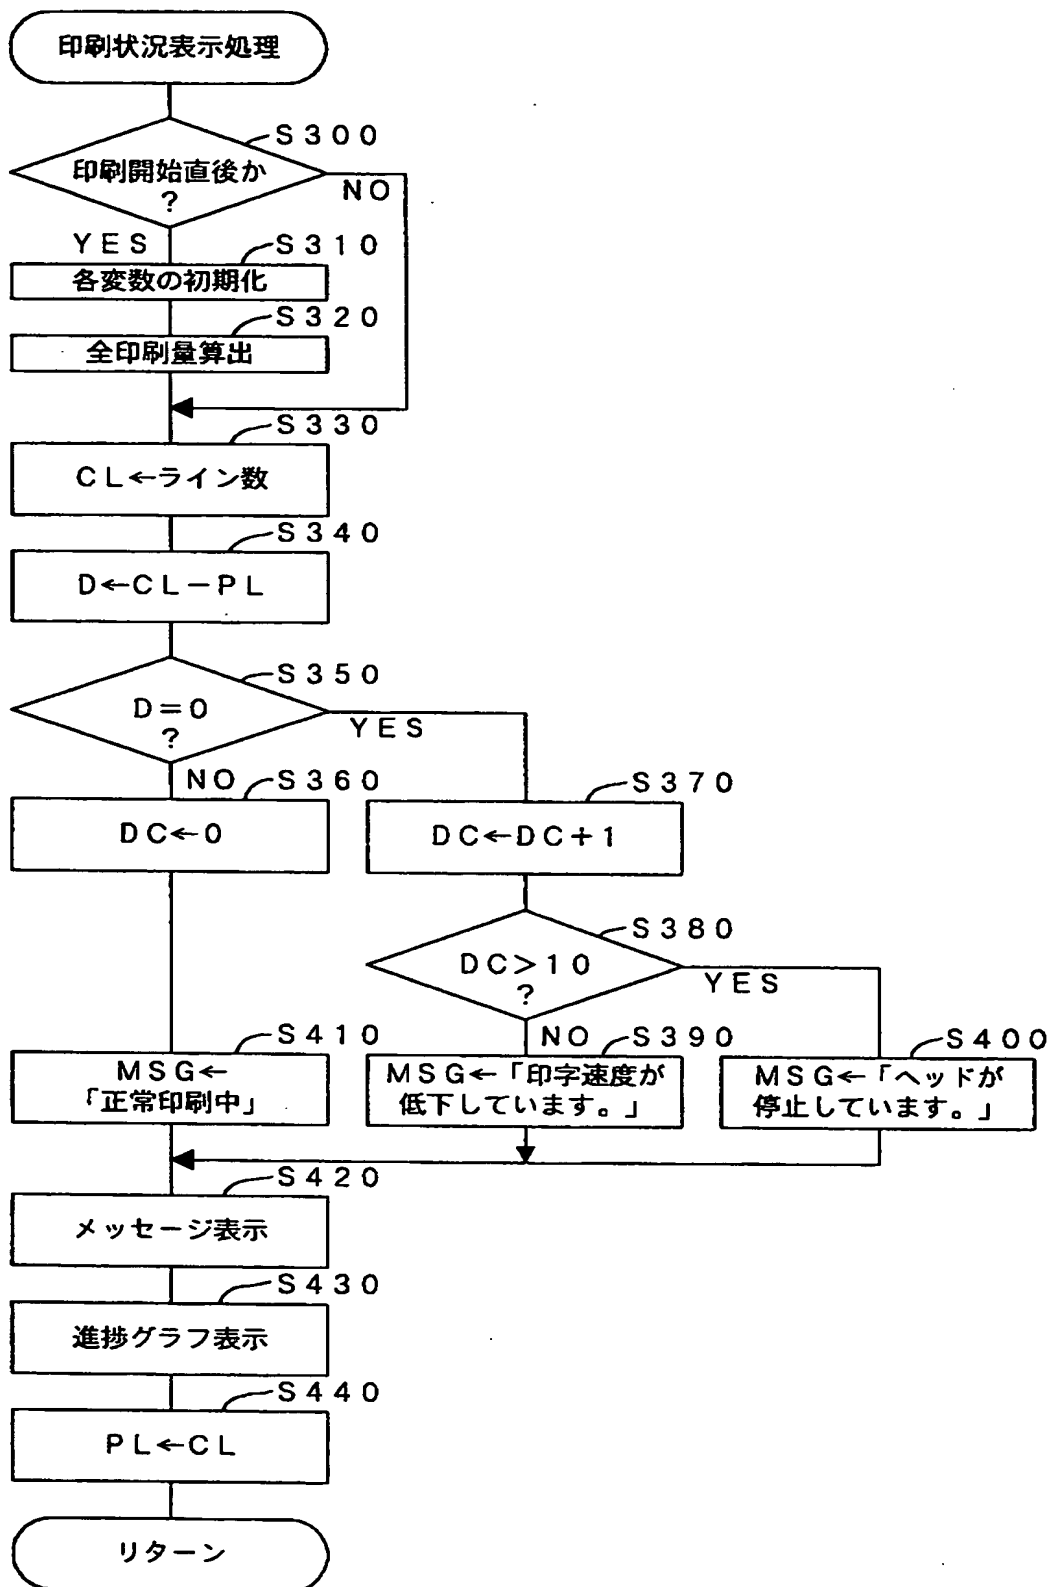 印刷状況表示処理
S300
印刷開始直後か
?
NO
YES
S310
各変数の初期化
S320
全印刷量算出
S330
CL←ライン数
S340
D←CL-PL
S350
D=0
?
YES
NO
S360
DC←0
S370
DC←DC+1
S380
DC>10
?
YES
NO
S390
MSG←「印字速度が
低下しています。」
S400
MSG←「ヘッドが
停止しています。」
S410
MSG←
「正常印刷中」
S420
メッセージ表示
S430
進捗グラフ表示
S440
PL←CL
リターン